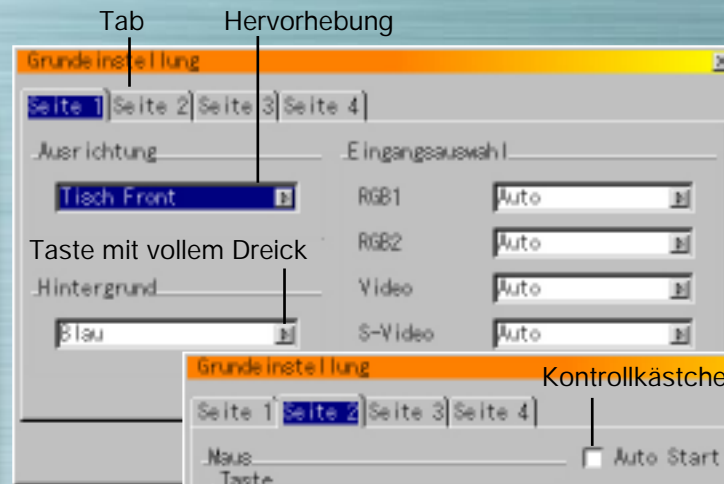 Tab Hervorhebung
Grundeinstellung
Seite 1 Seite 2 Seite 3 Seite 4
Ausrichtung
Tisch Front
Taste mit vollem Dreick
Hintergrund
Blau
Eingangsauswahl
RGB1 Auto
RGB2 Auto
Video Auto
S-Video Auto
Grundeinstellung
Kontrollkästche
Seite 1 Seite 2 Seite 3 Seite 4
Maus
Taste
Auto Start